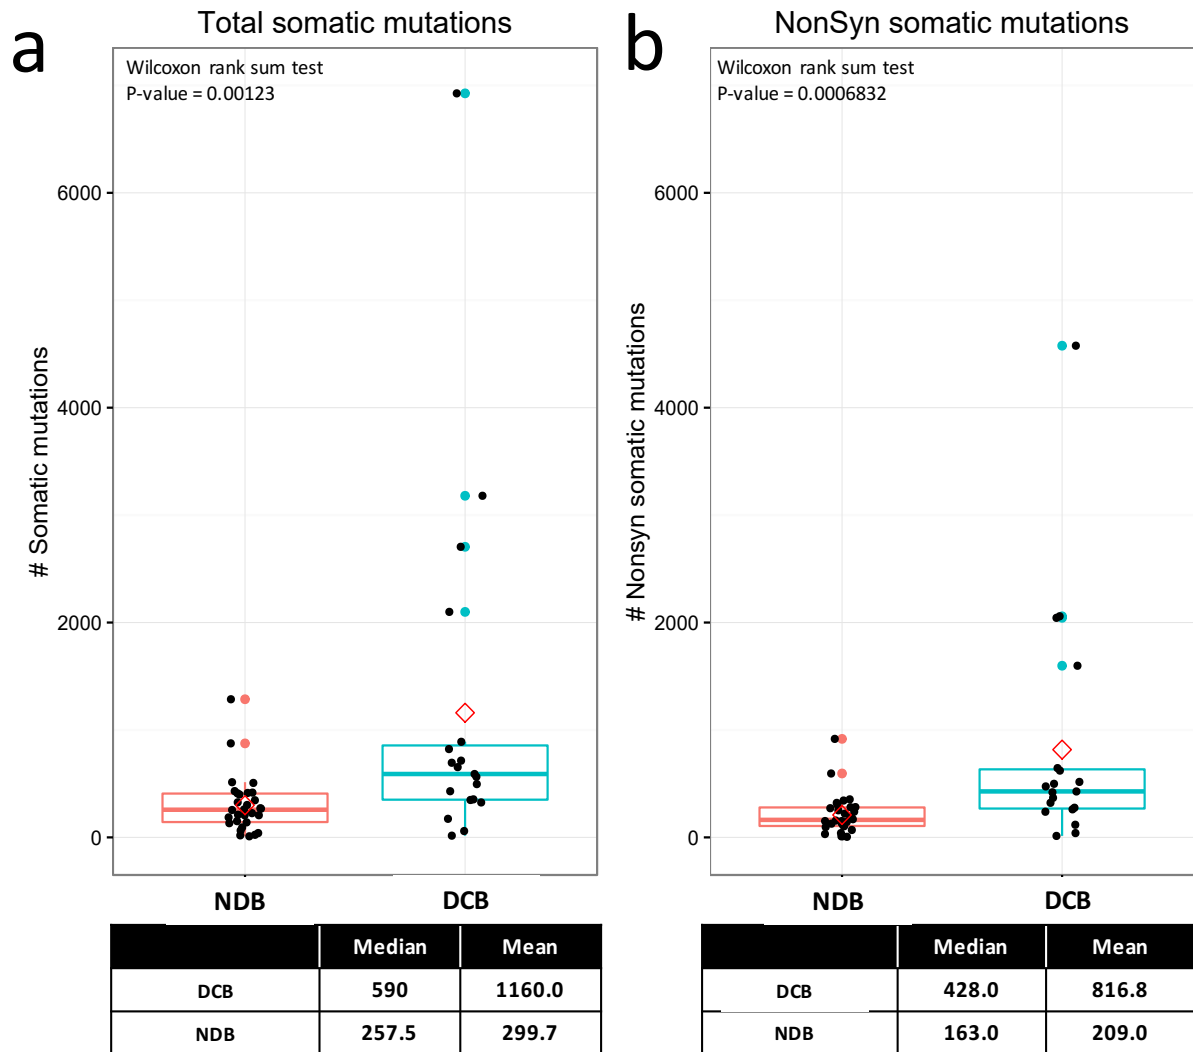 a
Total somatic mutations
Wilcoxon rank sum test
P-value = 0.00123
# Somatic mutations
6000
4000
2000
0
NDB DCB
Median Mean
DCB 590 1160.0
NDB 257.5 299.7
b
NonSyn somatic mutations
Wilcoxon rank sum test
P-value = 0.0006832
# Nonsyn somatic mutations
6000
4000
2000
0
NDB DCB
Median Mean
DCB 428.0 816.8
NDB 163.0 209.0